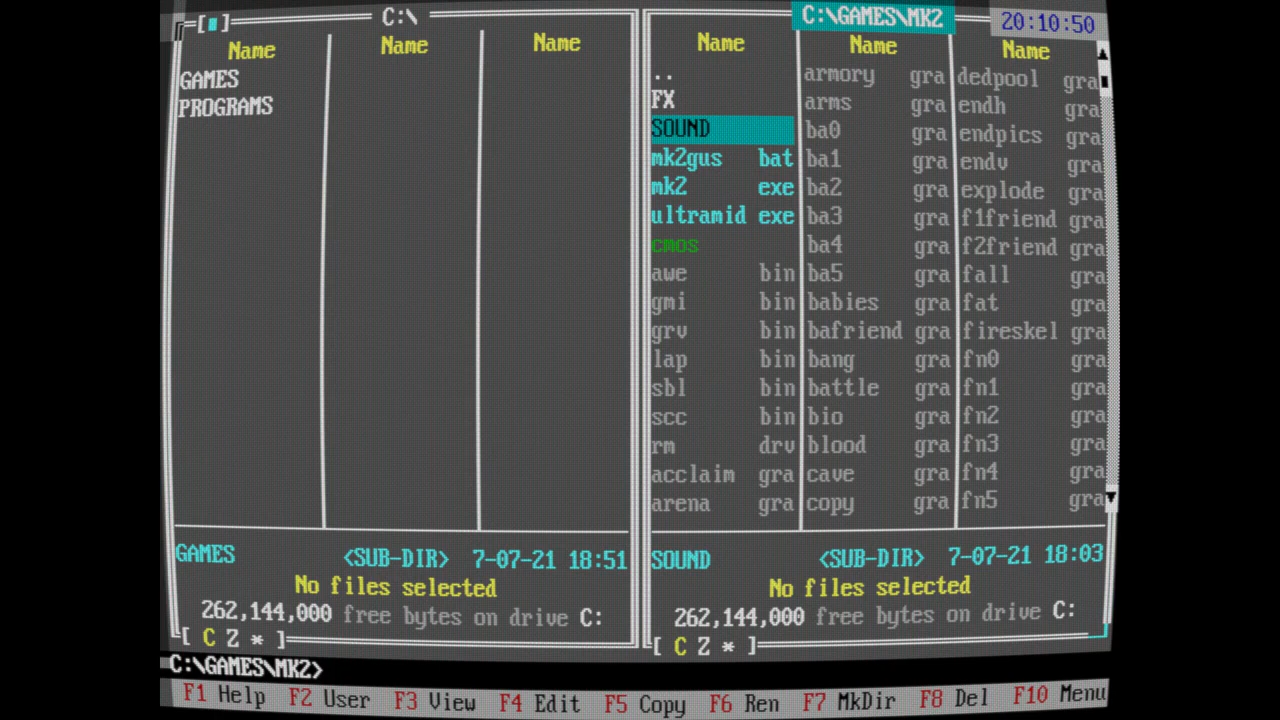 [■] C:\ C:\GAMES\MK2 20:10:50
Name Name Name Name Name Name
GAMES .. armory gra dedpool gra
PROGRAMS FX arms gra endh gra
SOUND ba0 gra endpics gra
mk2gus bat ba1 gra endv gra
mk2 exe ba2 gra explode gra
ultramid exe ba3 gra f1friend gra
cmos ba4 gra f2friend gra
awe bin ba5 gra fall gra
gmi bin babies gra fat gra
grv bin bafriend gra fireskel gra
lap bin bang gra fn0 gra
sbl bin battle gra fn1 gra
scc bin bio gra fn2 gra
rm drv blood gra fn3 gra
acclaim gra cave gra fn4 gra
arena gra copy gra fn5 gra
GAMES <SUB-DIR> 7-07-21 18:51 SOUND <SUB-DIR> 7-07-21 18:03
No files selected No files selected
262,144,000 free bytes on drive C: 262,144,000 free bytes on drive C:
[ C Z * ] [ C Z * ]
C:\GAMES\MK2>
F1 Help F2 User F3 View F4 Edit F5 Copy F6 Ren F7 MkDir F8 Del F10 Menu